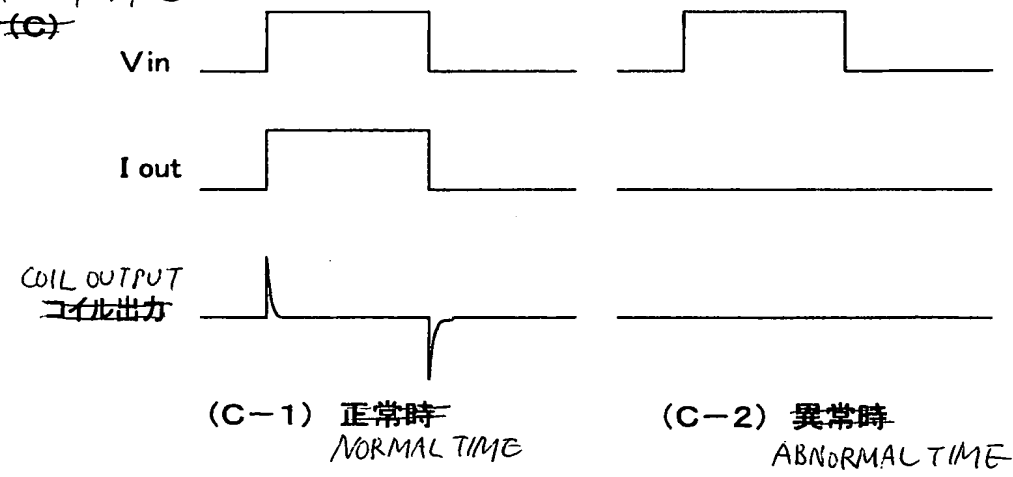 (C)
Vin
I out
COIL OUTPUT
コイル出力
(C-1) 正常時
NORMAL TIME
(C-2) 異常時
ABNORMAL TIME